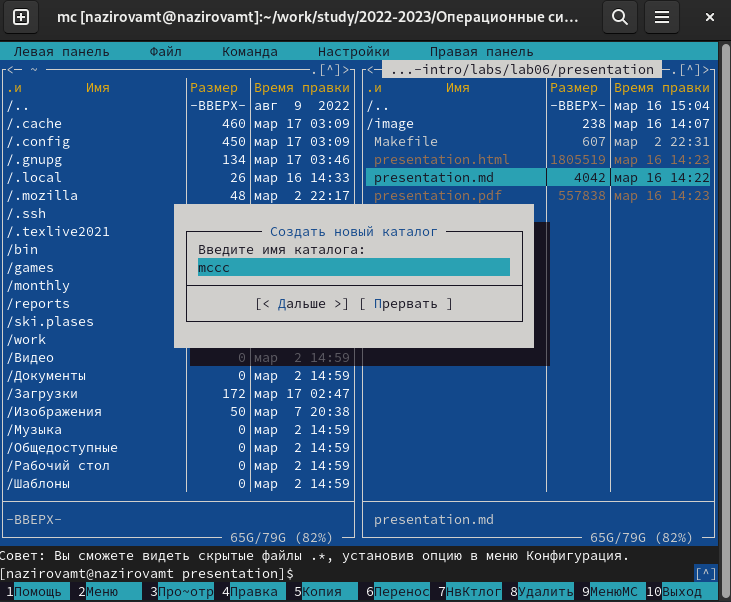 mc [nazirovamt@nazirovamt]:~/work/study/2022-2023/Операционные си...
Левая панель Файл Команда Настройки Правая панель
<— ~ .[^]> <— ...-intro/labs/lab06/presentation .[^]>
.и Имя Размер Время правки .и Имя Размер Время правки
/.. -ВВЕРХ- авг 9 2022 /.. -ВВЕРХ- мар 16 15:04
/.cache 460 мар 17 03:09 /image 238 мар 16 14:07
/.config 450 мар 17 03:09 Makefile 607 мар 2 22:31
/.gnupg 134 мар 17 03:46 presentation.html 1805519 мар 16 14:23
/.local 26 мар 16 14:33 presentation.md 4042 мар 16 14:22
/.mozilla 48 мар 2 22:17 presentation.pdf 557838 мар 16 14:23
/.ssh
/.texlive2021 Создать новый каталог
/bin Введите имя каталога:
/games mccc
/monthly
/reports [< Дальше >] [ Прервать ]
/ski.plases
/work
/Видео 0 мар 2 14:59
/Документы 0 мар 2 14:59
/Загрузки 172 мар 17 02:47
/Изображения 50 мар 7 20:38
/Музыка 0 мар 2 14:59
/Общедоступные 0 мар 2 14:59
/Рабочий стол 0 мар 2 14:59
/Шаблоны 0 мар 2 14:59
-ВВЕРХ- presentation.md
65G/79G (82%) 65G/79G (82%)
Совет: Вы сможете видеть скрытые файлы .*, установив опцию в меню Конфигурация.
[nazirovamt@nazirovamt presentation]$ [^]
1Помощь 2Меню 3Про~отр 4Правка 5Копия 6Перенос 7НвКтлог 8Удалить 9МенюMC 10Выход